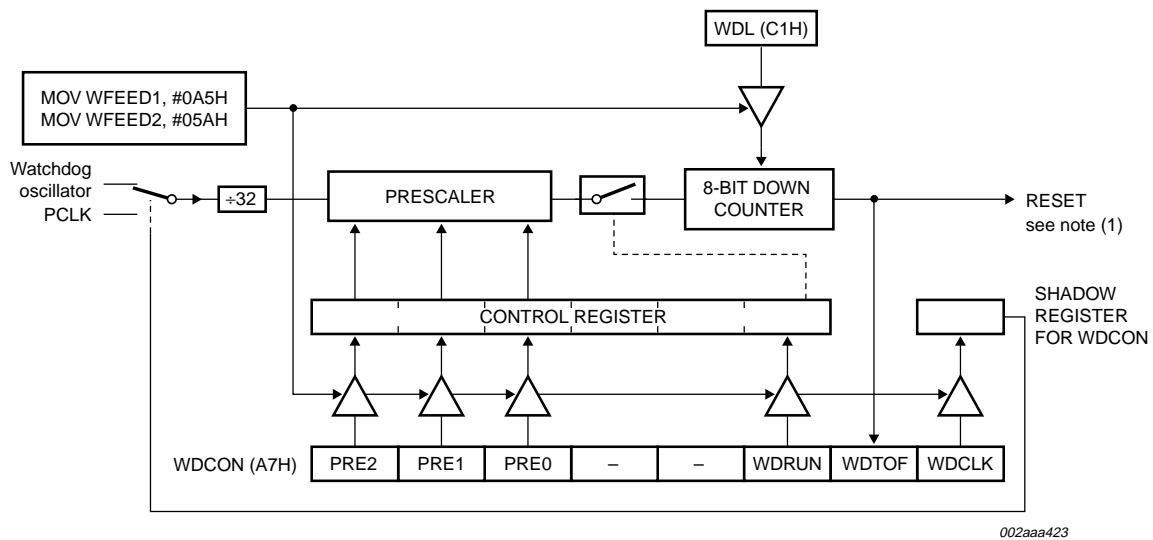 WDL (C1H)
MOV WFEED1, #0A5H
MOV WFEED2, #05AH
Watchdog
oscillator
PCLK
÷32
PRESCALER
8-BIT DOWN
COUNTER
RESET
see note (1)
SHADOW
REGISTER
FOR WDCON
CONTROL REGISTER
WDCON (A7H)
PRE2
PRE1
PRE0
–
–
WDRUN
WDTOF
WDCLK
002aaa423